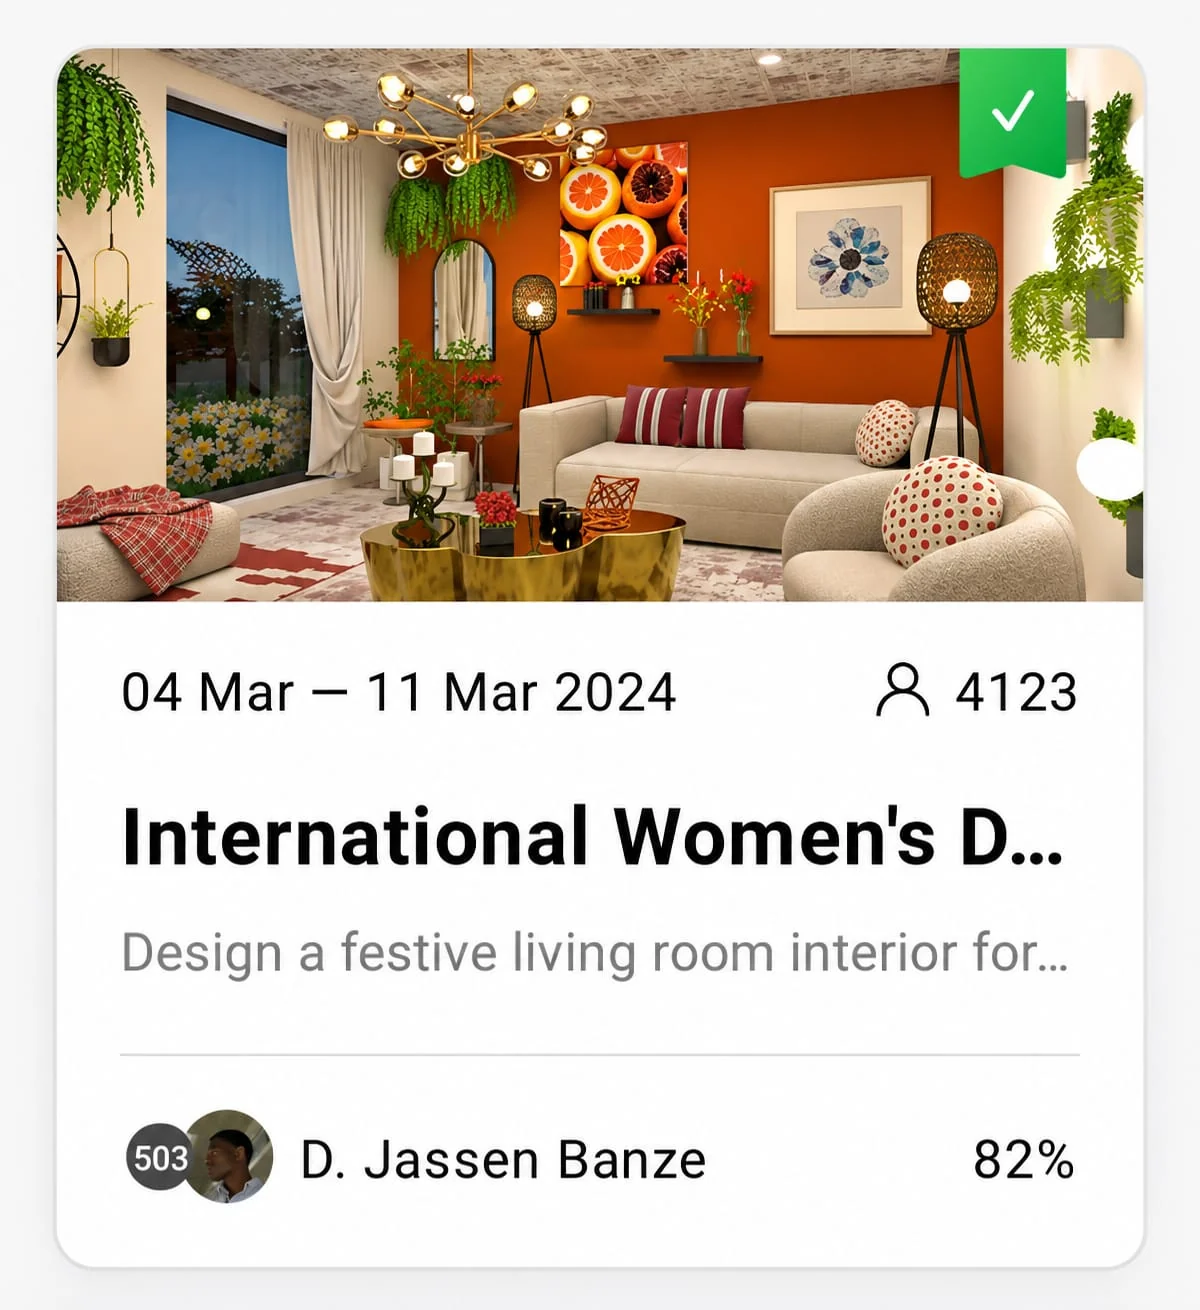 04 Mar — 11 Mar 2024
4123
International Women's D...
Design a festive living room interior for...
503
D. Jassen Banze
82%